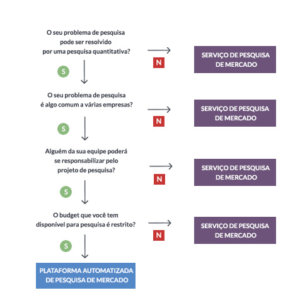 O seu problema de pesquisa
pode ser resolvido
por uma pesquisa quantitativa?
N
SERVIÇO DE PESQUISA
DE MERCADO
S
O seu problema de pesquisa
é algo comum a várias empresas?
N
SERVIÇO DE PESQUISA
DE MERCADO
S
Alguém da sua equipe poderá
se responsabilizar pelo
projeto de pesquisa?
N
SERVIÇO DE PESQUISA
DE MERCADO
S
O budget que você tem
disponível para pesquisa é restrito?
N
SERVIÇO DE PESQUISA
DE MERCADO
S
PLATAFORMA AUTOMATIZADA
DE PESQUISA DE MERCADO